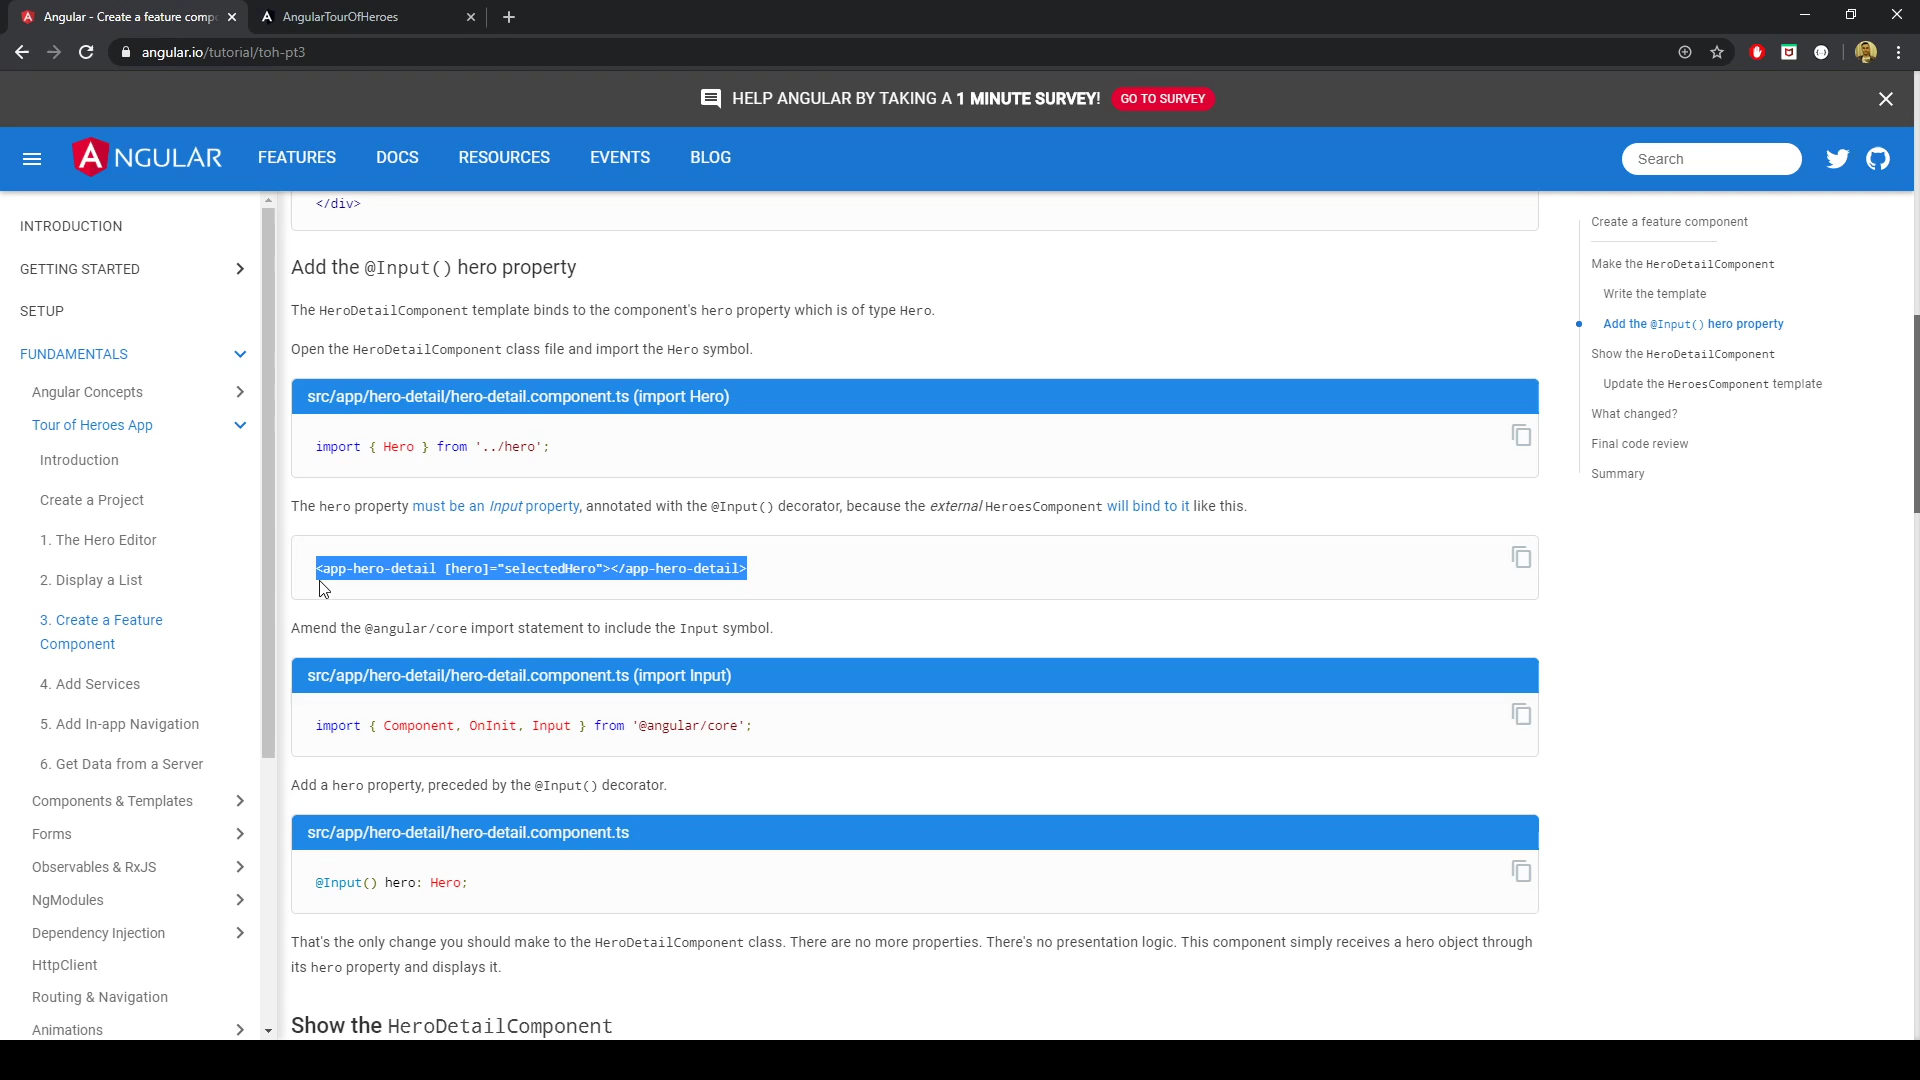 Angular - Create a feature comp
AngularTourOfHeroes
angular.io/tutorial/toh-pt3
HELP ANGULAR BY TAKING A 1 MINUTE SURVEY! GO TO SURVEY
ANGULAR FEATURES DOCS RESOURCES EVENTS BLOG Search
INTRODUCTION
GETTING STARTED
SETUP
FUNDAMENTALS
Angular Concepts
Tour of Heroes App
Introduction
Create a Project
1. The Hero Editor
2. Display a List
3. Create a Feature
Component
4. Add Services
5. Add In-app Navigation
6. Get Data from a Server
Components & Templates
Forms
Observables & RxJS
NgModules
Dependency Injection
HttpClient
Routing & Navigation
Animations
</div>
Add the @Input() hero property
The HeroDetailComponent template binds to the component's hero property which is of type Hero.
Open the HeroDetailComponent class file and import the Hero symbol.
src/app/hero-detail/hero-detail.component.ts (import Hero)
import { Hero } from '../hero';
The hero property must be an Input property, annotated with the @Input() decorator, because the external HeroesComponent will bind to it like this.
<app-hero-detail [hero]="selectedHero"></app-hero-detail>
Amend the @angular/core import statement to include the Input symbol.
src/app/hero-detail/hero-detail.component.ts (import Input)
import { Component, OnInit, Input } from '@angular/core';
Add a hero property, preceded by the @Input() decorator.
src/app/hero-detail/hero-detail.component.ts
@Input() hero: Hero;
That's the only change you should make to the HeroDetailComponent class. There are no more properties. There's no presentation logic. This component simply receives a hero object through
its hero property and displays it.
Show the HeroDetailComponent
Create a feature component
Make the HeroDetailComponent
Write the template
Add the @Input() hero property
Show the HeroDetailComponent
Update the HeroesComponent template
What changed?
Final code review
Summary